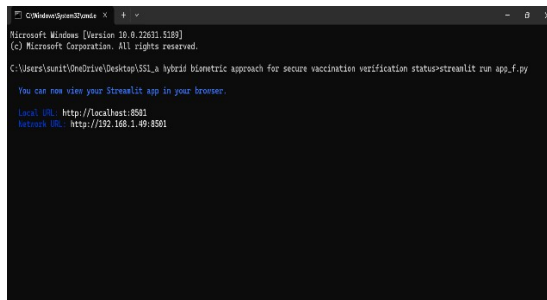 C:\Windows\System32\cmd.e
Microsoft Windows [Version 10.0.22631.5189]
(c) Microsoft Corporation. All rights reserved.
C:\Users\sunit\OneDrive\Desktop\SS1_a hybrid biometric approach for secure vaccination verification status>streamlit run app_f.py
You can now view your Streamlit app in your browser.
Local URL: http://localhost:8501
Network URL: http://192.168.1.49:8501